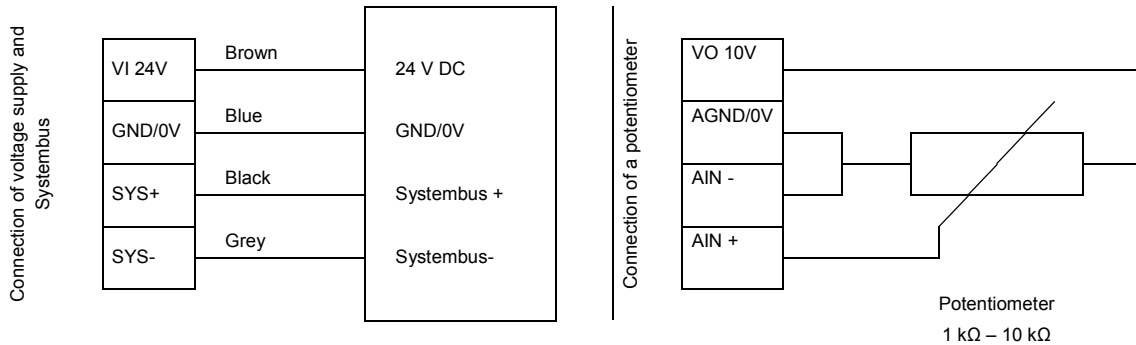 Connection of voltage supply and
Systembus
VI 24V
Brown
24 V DC
GND/0V
Blue
GND/0V
SYS+
Black
Systembus +
SYS-
Grey
Systembus-
Connection of a potentiometer
VO 10V
AGND/0V
AIN -
AIN +
Potentiometer
1 kΩ – 10 kΩ